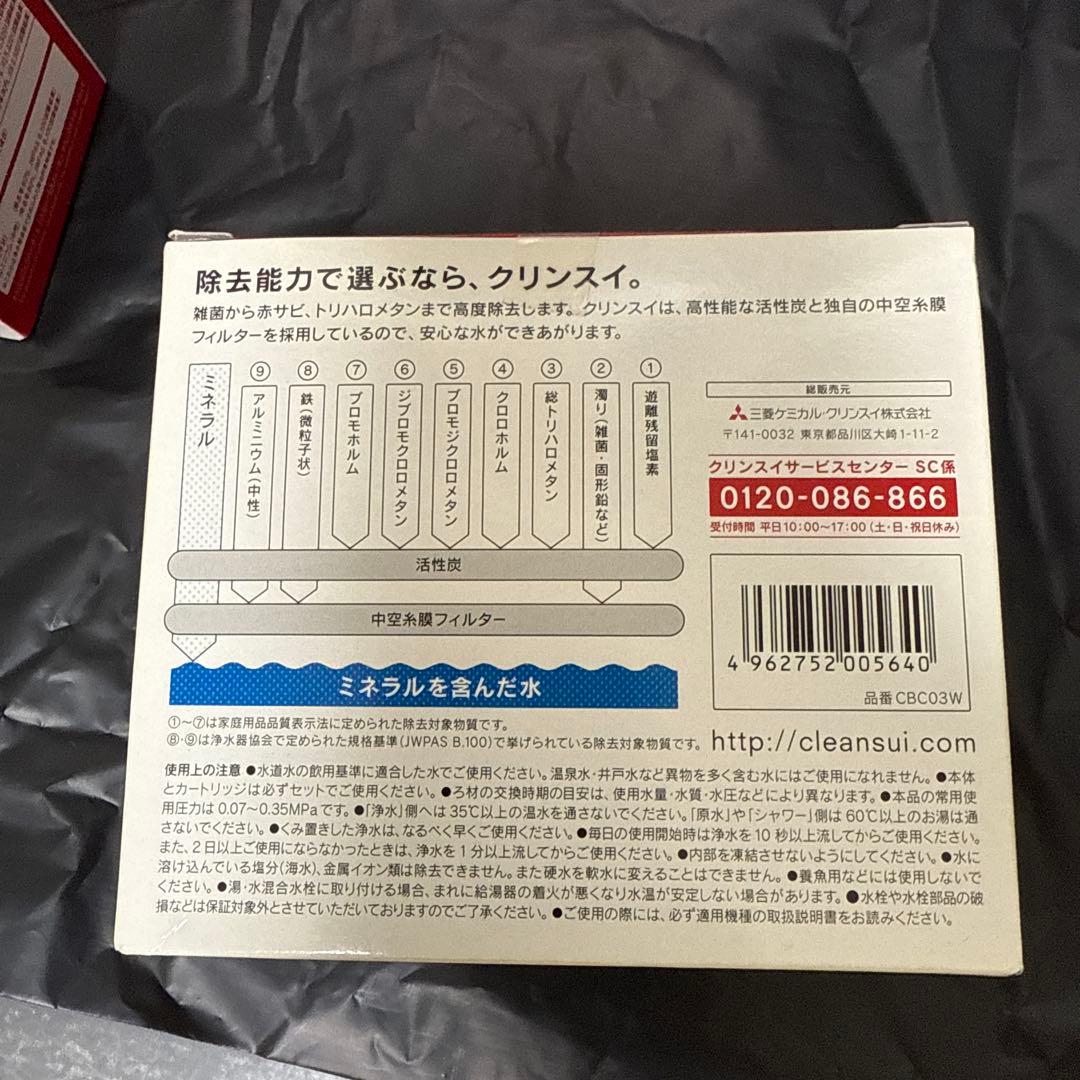 除去能力で選ぶなら、クリンスイ。
雑菌から赤サビ、トリハロメタンまで高度除去します。クリンスイは、高性能な活性炭と独自の中空糸膜
フィルターを採用しているので、安心な水ができあがります。
ミネラル
⑨
アルミニウム(中性)
⑧
鉄(微粒子状)
⑦
ブロモホルム
⑥
ジブロモクロロメタン
⑤
ブロモジクロロメタン
④
クロロホルム
③
総トリハロメタン
②
濁り(雑菌・固形鉛など)
①
遊離残留塩素
活性炭
中空糸膜フィルター
ミネラルを含んだ水
総販売元
三菱ケミカル・クリンスイ株式会社
〒141-0032 東京都品川区大崎1-11-2
クリンスイサービスセンター SC係
0120-086-866
受付時間 平日10:00～17:00(土・日・祝日休み)
4 962752 005640
品番 CBC03W
①～⑦は家庭用品品質表示法に定められた除去対象物質です。
⑧・⑨は浄水器協会で定められた規格基準(JWPAS B.100)で挙げられている除去対象物質です。
http://cleansui.com
使用上の注意 ●水道水の飲用基準に適合した水でご使用ください。温泉水・井戸水など異物を多く含む水にはご使用になれません。●本体
とカートリッジは必ずセットでご使用ください。●ろ材の交換時期の目安は、使用水量・水質・水圧などにより異なります。●本品の常用使
用圧力は 0.07～0.35MPaです。●「浄水」側へは 35℃以上の温水を通さないでください。「原水」や「シャワー」側は 60℃以上のお湯は通
さないでください。●くみ置きした浄水は、なるべく早くご使用ください。●毎日の使用開始時は浄水を 10 秒以上流してからご使用ください。
また、2 日以上ご使用にならなかったときは、浄水を 1 分以上流してからご使用ください。●内部を凍結させないようにしてください。●水に
溶け込んでいる塩分(海水)、金属イオン類は除去できません。また硬水を軟水に変えることはできません。●養魚用などには使用しないで
ください。●湯・水混合水栓に取り付ける場合、まれに給湯器の着火が悪くなり水温が安定しない場合があります。●水栓や水栓部品の破
損などは保証対象外とさせていただいておりますのでご了承ください。●ご使用の際には、必ず適用機種の取扱説明書をお読みください。